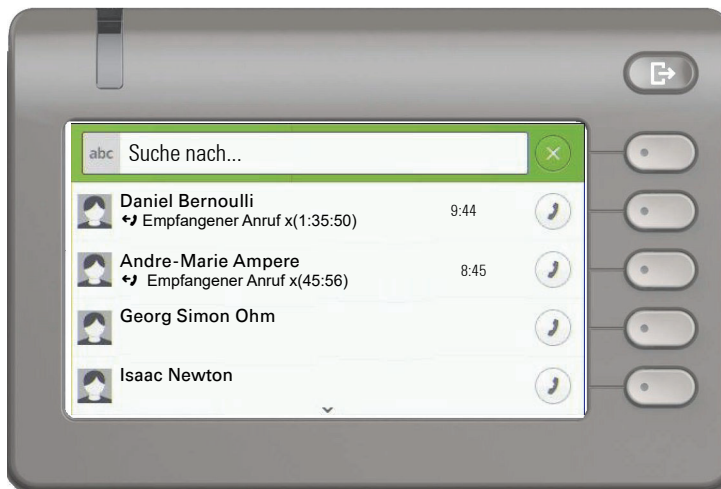 abc Suche nach...
Daniel Bernoulli 9:44
Empfangener Anruf x(1:35:50)
Andre-Marie Ampere 8:45
Empfangener Anruf x(45:56)
Georg Simon Ohm
Isaac Newton